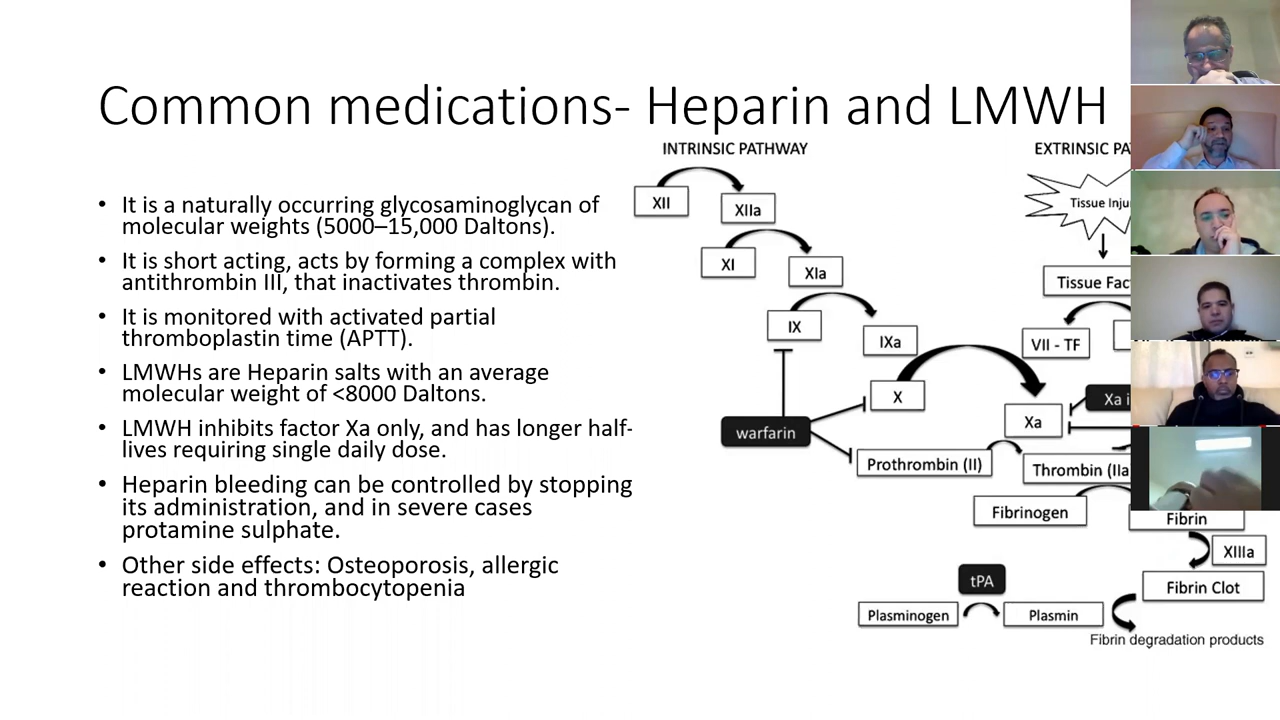 Common medications- Heparin and LMWH
• It is a naturally occurring glycosaminoglycan of
molecular weights (5000–15,000 Daltons).
• It is short acting, acts by forming a complex with
antithrombin III, that inactivates thrombin.
• It is monitored with activated partial
thromboplastin time (APTT).
• LMWHs are Heparin salts with an average
molecular weight of <8000 Daltons.
• LMWH inhibits factor Xa only, and has longer half-
lives requiring single daily dose.
• Heparin bleeding can be controlled by stopping
its administration, and in severe cases
protamine sulphate.
• Other side effects: Osteoporosis, allergic
reaction and thrombocytopenia
INTRINSIC PATHWAY
EXTRINSIC
XII
XIIa
Tissue
XI
XIa
Tissue
IX
IXa
VII - TF
X
Xa
Xa
warfarin
Prothrombin (II)
Thrombin (IIa
Fibrinogen
Fibrin
XIIIa
tPA
Fibrin Clot
Plasminogen
Plasmin
Fibrin degradation products